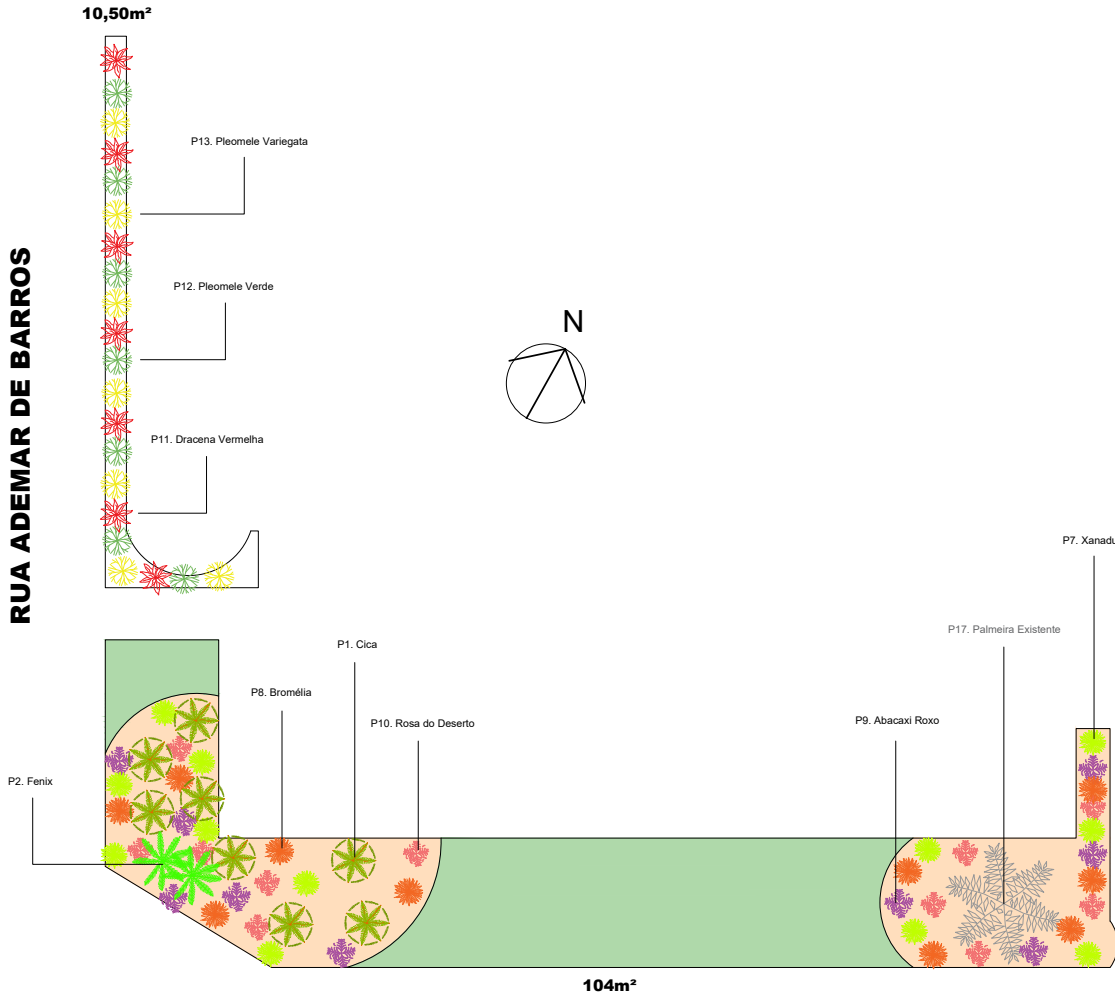 10,50m²
P13. Pleomele Variegata
RUA ADEMAR DE BARROS
P12. Pleomele Verde
N
P11. Dracena Vermelha
P7. Xanadu
P17. Palmeira Existente
P1. Cica
P8. Bromélia
P10. Rosa do Deserto
P9. Abacaxi Roxo
P2. Fenix
104m²